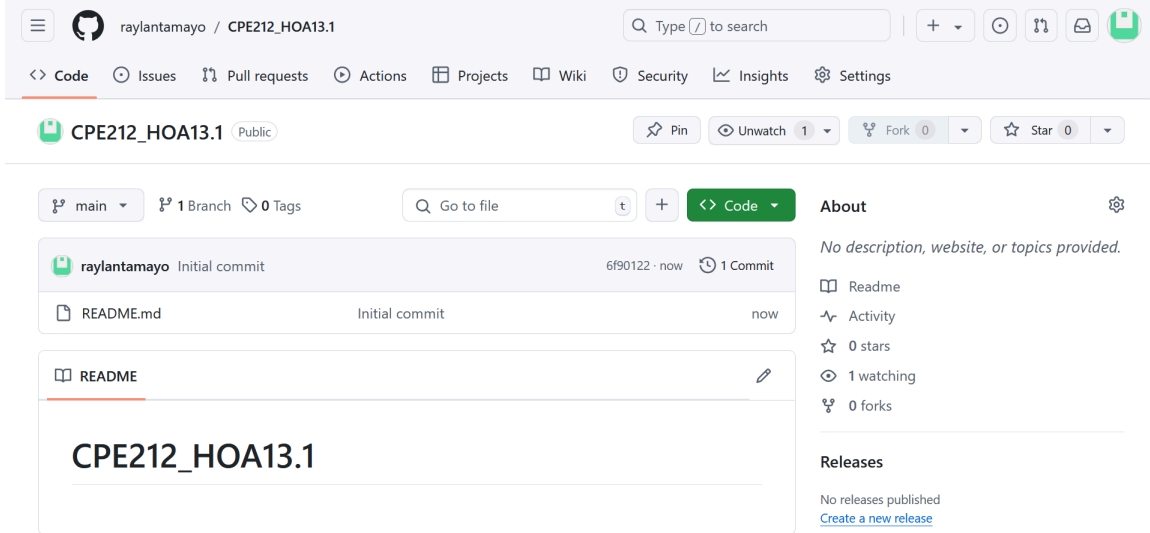 raylantamayo / CPE212_HOA13.1 Type / to search
Code Issues Pull requests Actions Projects Wiki Security Insights Settings
CPE212_HOA13.1 Public Pin Unwatch 1 Fork 0 Star 0
main 1 Branch 0 Tags Go to file t Code
raylantamayo Initial commit 6f90122 · now 1 Commit
README.md Initial commit now
README
CPE212_HOA13.1
About
No description, website, or topics provided.
Readme
Activity
0 stars
1 watching
0 forks
Releases
No releases published
Create a new release